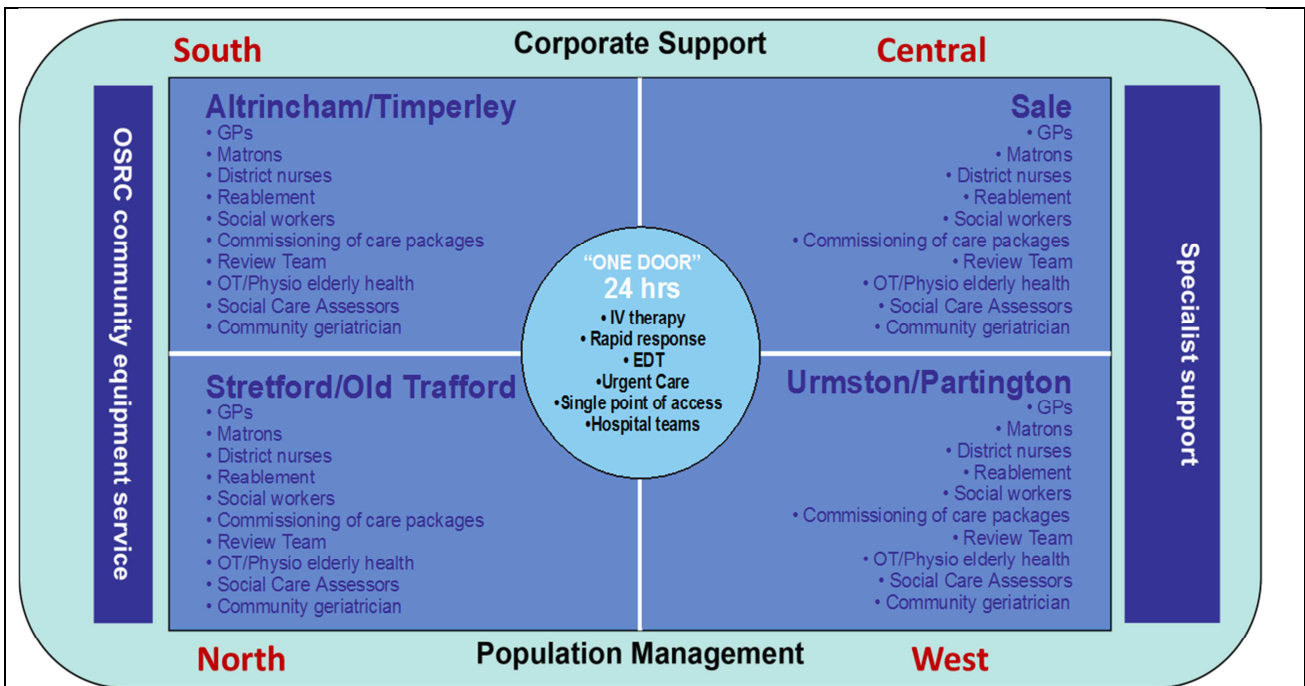 South
Corporate Support
Central
OSRC community equipment service
Altrincham/Timperley
• GPs
• Matrons
• District nurses
• Reablement
• Social workers
• Commissioning of care packages
• Review Team
• OT/Physio elderly health
• Social Care Assessors
• Community geriatrician
Sale
• GPs
• Matrons
• District nurses
• Reablement
• Social workers
• Commissioning of care packages
• Review Team
• OT/Physio elderly health
• Social Care Assessors
• Community geriatrician
“ONE DOOR”
24 hrs
• IV therapy
• Rapid response
• EDT
•Urgent Care
•Single point of access
•Hospital teams
Stretford/Old Trafford
• GPs
• Matrons
• District nurses
• Reablement
• Social workers
• Commissioning of care packages
• Review Team
• OT/Physio elderly health
• Social Care Assessors
• Community geriatrician
Urmston/Partington
• GPs
• Matrons
• District nurses
• Reablement
• Social workers
• Commissioning of care packages
• Review Team
• OT/Physio elderly health
• Social Care Assessors
• Community geriatrician
Specialist support
North
Population Management
West